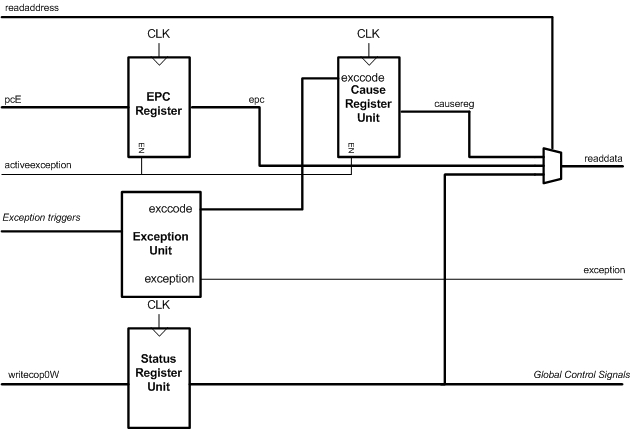 readaddress
CLK
CLK
pcE
EPC
Register
EN
epc
exccode
Cause
Register
Unit
EN
causereg
readdata
activeexception
Exception triggers
exccode
Exception
Unit
exception
exception
CLK
writecop0W
Status
Register
Unit
Global Control Signals